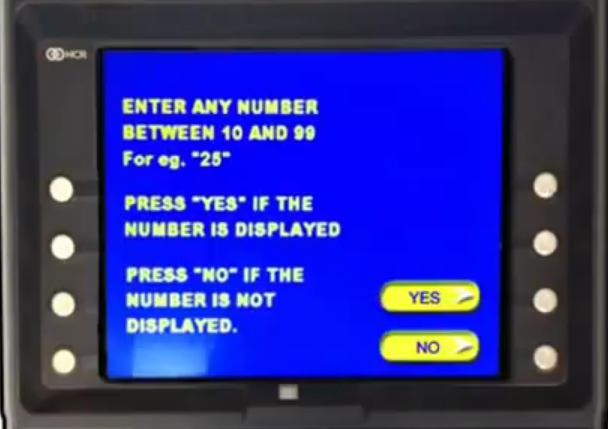 NCR
ENTER ANY NUMBER
BETWEEN 10 AND 99
For eg. "25"
PRESS "YES" IF THE
NUMBER IS DISPLAYED
PRESS "NO" IF THE
NUMBER IS NOT
DISPLAYED.
YES
NO